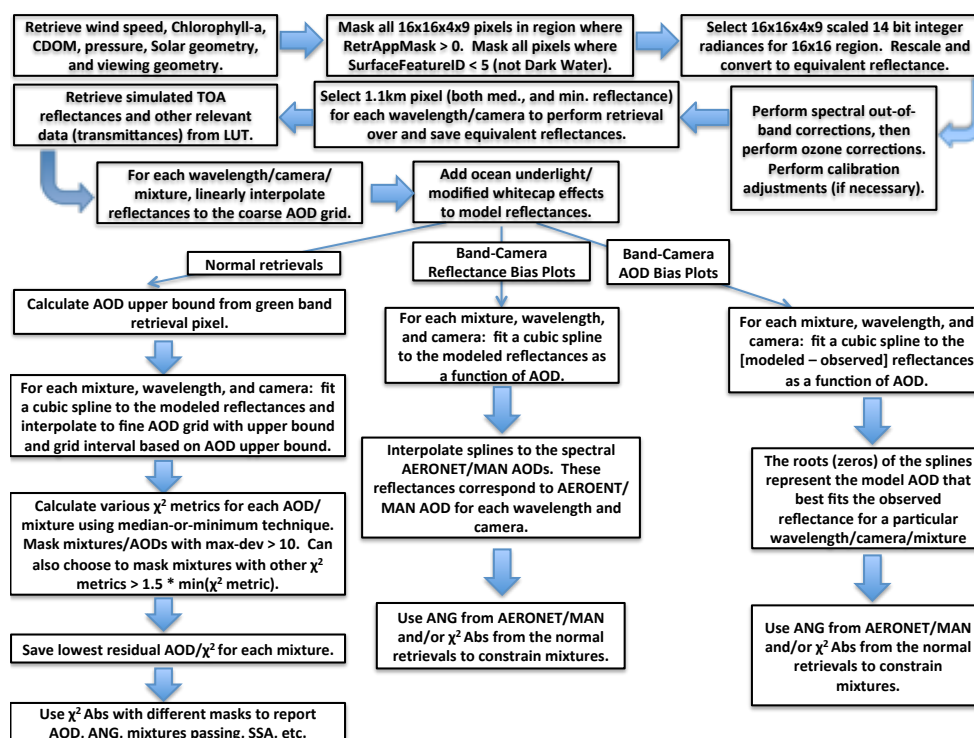 Retrieve wind speed, Chlorophyll-a,
CDOM, pressure, Solar geometry,
and viewing geometry.
Mask all 16x16x4x9 pixels in region where
RetrAppMask > 0. Mask all pixels where
SurfaceFeatureID < 5 (not Dark Water).
Select 16x16x4x9 scaled 14 bit integer
radiances for 16x16 region. Rescale and
convert to equivalent reflectance.
Perform spectral out-of-
band corrections, then
perform ozone corrections.
Perform calibration
adjustments (if necessary).
Select 1.1km pixel (both med., and min. reflectance)
for each wavelength/camera to perform retrieval
over and save equivalent reflectances.
Retrieve simulated TOA
reflectances and other relevant
data (transmittances) from LUT.
For each wavelength/camera/
mixture, linearly interpolate
reflectances to the coarse AOD grid.
Add ocean underlight/
modified whitecap effects
to model reflectances.
Normal retrievals
Calculate AOD upper bound from green band
retrieval pixel.
For each mixture, wavelength, and camera: fit
a cubic spline to the modeled reflectances and
interpolate to fine AOD grid with upper bound
and grid interval based on AOD upper bound.
Calculate various χ² metrics for each AOD/
mixture using median-or-minimum technique.
Mask mixtures/AODs with max-dev > 10. Can
also choose to mask mixtures with other χ²
metrics > 1.5 * min(χ² metric).
Save lowest residual AOD/χ² for each mixture.
Use χ² Abs with different masks to report
AOD, ANG, mixtures passing, SSA, etc.
Band-Camera
Reflectance Bias Plots
For each mixture, wavelength,
and camera: fit a cubic spline
to the modeled reflectances as
a function of AOD.
Interpolate splines to the spectral
AERONET/MAN AODs. These
reflectances correspond to AEROENT/
MAN AOD for each wavelength and
camera.
Use ANG from AERONET/MAN
and/or χ² Abs from the normal
retrievals to constrain mixtures.
Band-Camera
AOD Bias Plots
For each mixture, wavelength, and
camera: fit a cubic spline to the
[modeled – observed] reflectances
as a function of AOD.
The roots (zeros) of the splines
represent the model AOD that
best fits the observed
reflectance for a particular
wavelength/camera/mixture
Use ANG from AERONET/MAN
and/or χ² Abs from the normal
retrievals to constrain
mixtures.